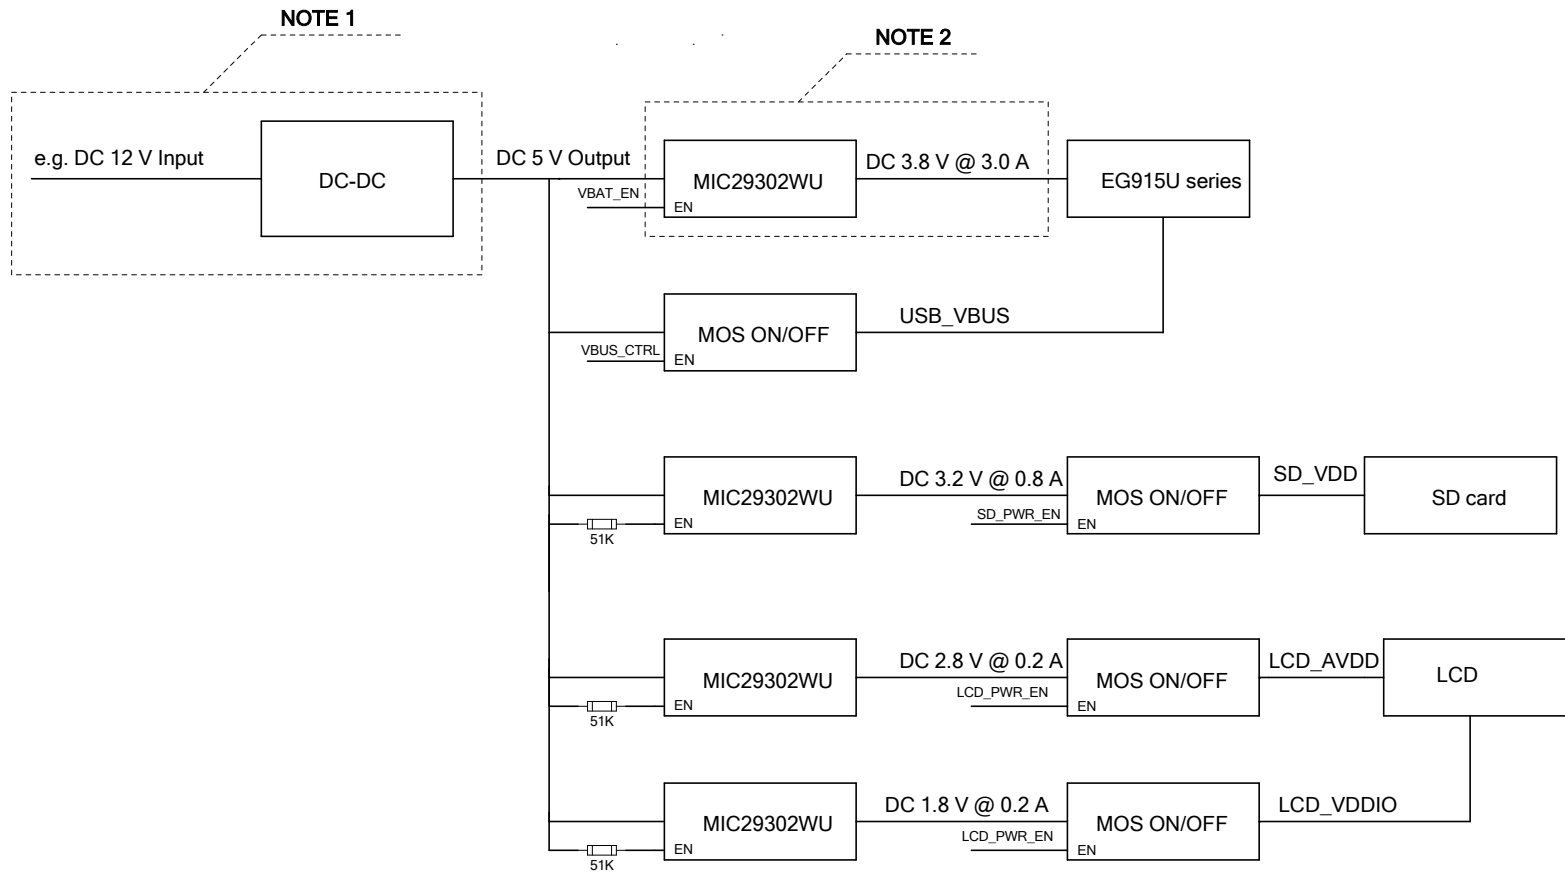 NOTE 1
NOTE 2
e.g. DC 12 V Input
DC-DC
DC 5 V Output
VBAT_EN
MIC29302WU
EN
DC 3.8 V @ 3.0 A
EG915U series
VBUS_CTRL
MOS ON/OFF
EN
USB_VBUS
MIC29302WU
EN
51K
DC 3.2 V @ 0.8 A
SD_PWR_EN
MOS ON/OFF
EN
SD_VDD
SD card
MIC29302WU
EN
51K
DC 2.8 V @ 0.2 A
LCD_PWR_EN
MOS ON/OFF
EN
LCD_AVDD
LCD
MIC29302WU
EN
51K
DC 1.8 V @ 0.2 A
LCD_PWR_EN
MOS ON/OFF
EN
LCD_VDDIO